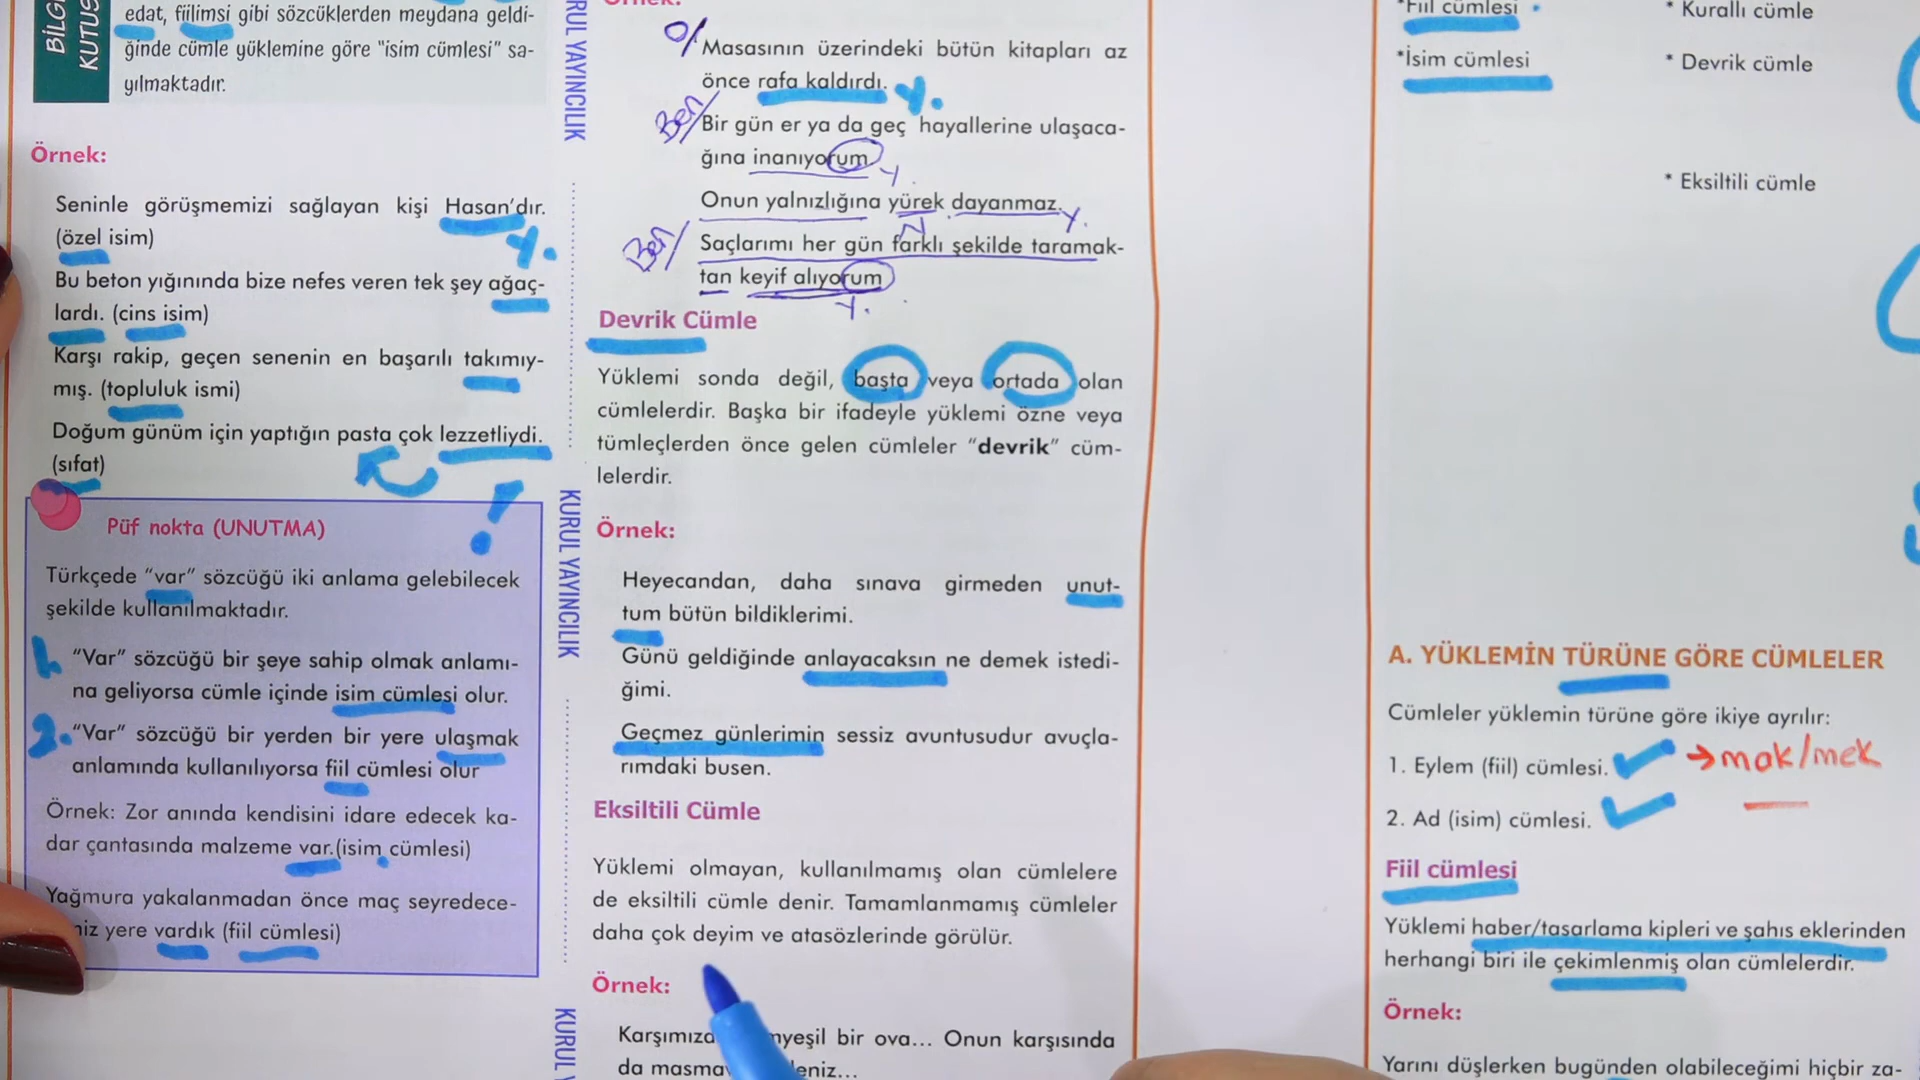 BİLGİ
KUTUS
edat, fiilimsi gibi sözcüklerden meydana geldi-
ğinde cümle yüklemine göre "isim cümlesi" sa-
yılmaktadır.
Örnek:
Seninle görüşmemizi sağlayan kişi Hasan'dır.
(özel isim)
y.
Bu beton yığınında bize nefes veren tek şey ağaç-
lardı. (cins isim)
Karşı rakip, geçen senenin en başarılı takımıy-
mış. (topluluk ismi)
Doğum günüm için yaptığın pasta çok lezzetliydi.
(sıfat)
!
Püf nokta (UNUTMA)
Türkçede "var" sözcüğü iki anlama gelebilecek
şekilde kullanılmaktadır.
1. "Var" sözcüğü bir şeye sahip olmak anlamı-
na geliyorsa cümle içinde isim cümlesi olur.
2. "Var" sözcüğü bir yerden bir yere ulaşmak
anlamında kullanılıyorsa fiil cümlesi olur
Örnek: Zor anında kendisini idare edecek ka-
dar çantasında malzeme var.(isim cümlesi)
Yağmura yakalanmadan önce maç seyredece-
niz yere vardık (fiil cümlesi)
RUL YAYINCILIK
KURUL YAYINCILIK
KURUL Y
Örnek:
O/ Masasının üzerindeki bütün kitapları az
önce rafa kaldırdı. y.
Ben/ Bir gün er ya da geç hayallerine ulaşaca-
ğına inanıyorum
y.
Onun yalnızlığına yürek dayanmaz.
N y.
Ben/ Saçlarımı her gün farklı şekilde taramak-
tan keyif alıyorum
y.
Devrik Cümle
Yüklemi sonda değil, başta veya ortada olan
cümlelerdir. Başka bir ifadeyle yüklemi özne veya
tümleçlerden önce gelen cümleler "devrik" cüm-
lelerdir.
Örnek:
Heyecandan, daha sınava girmeden unut-
tum bütün bildiklerimi.
Günü geldiğinde anlayacaksın ne demek istedi-
ğimi.
Geçmez günlerimin sessiz avuntusudur avuçla-
rımdaki busen.
Eksiltili Cümle
Yüklemi olmayan, kullanılmamış olan cümlelere
de eksiltili cümle denir. Tamamlanmamış cümleler
daha çok deyim ve atasözlerinde görülür.
Örnek:
Karşımıza yeşil bir ova... Onun karşısında
da masma eniz...
*Fiil cümlesi
*İsim cümlesi
* Kurallı cümle
* Devrik cümle
* Eksiltili cümle
A. YÜKLEMİN TÜRÜNE GÖRE CÜMLELER
Cümleler yüklemin türüne göre ikiye ayrılır:
1. Eylem (fiil) cümlesi. → mak/mek
2. Ad (isim) cümlesi.
Fiil cümlesi
Yüklemi haber/tasarlama kipleri ve şahıs eklerinden
herhangi biri ile çekimlenmiş olan cümlelerdir.
Örnek:
Yarını düşlerken bugünden olabileceğimi hiçbir za-